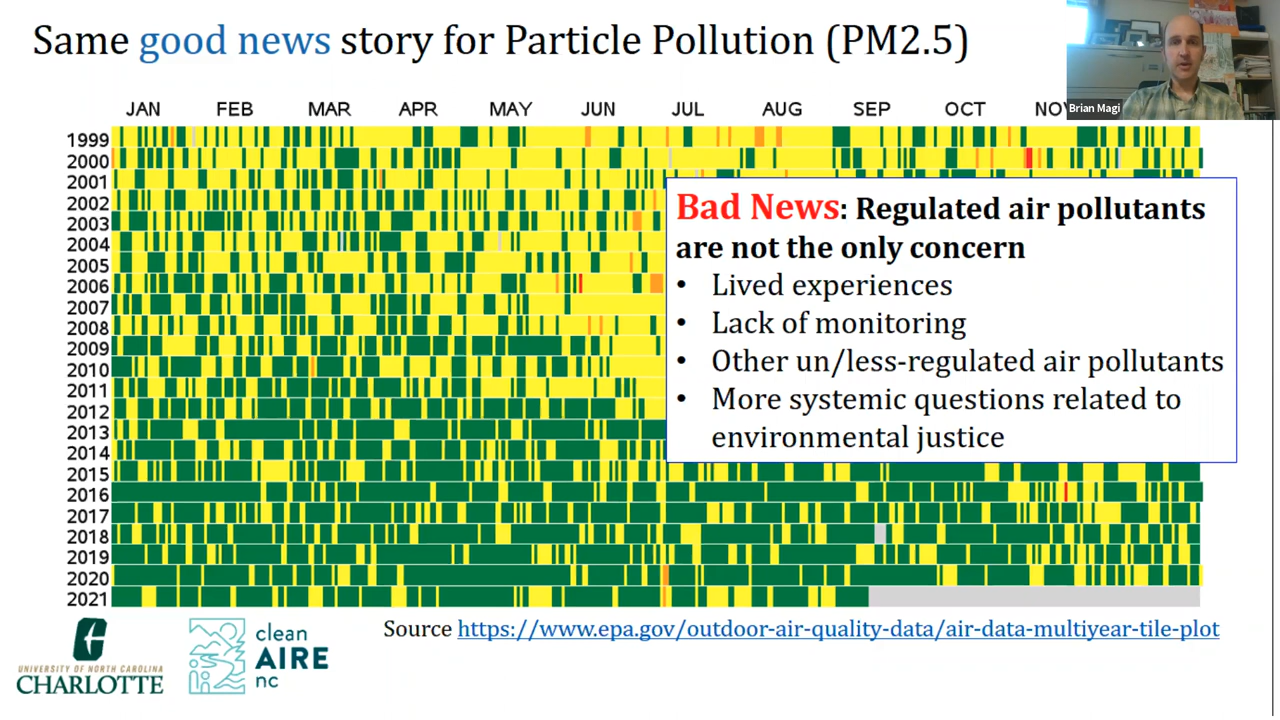 Same good news story for Particle Pollution (PM2.5)
Brian Magi
JAN FEB MAR APR MAY JUN JUL AUG SEP OCT NOV
1999
2000
2001
2002
2003
2004
2005
2006
2007
2008
2009
2010
2011
2012
2013
2014
2015
2016
2017
2018
2019
2020
2021
Bad News: Regulated air pollutants
are not the only concern
• Lived experiences
• Lack of monitoring
• Other un/less-regulated air pollutants
• More systemic questions related to
environmental justice
Source https://www.epa.gov/outdoor-air-quality-data/air-data-multiyear-tile-plot
UNIVERSITY OF NORTH CAROLINA
CHARLOTTE
clean
AIRE
nc